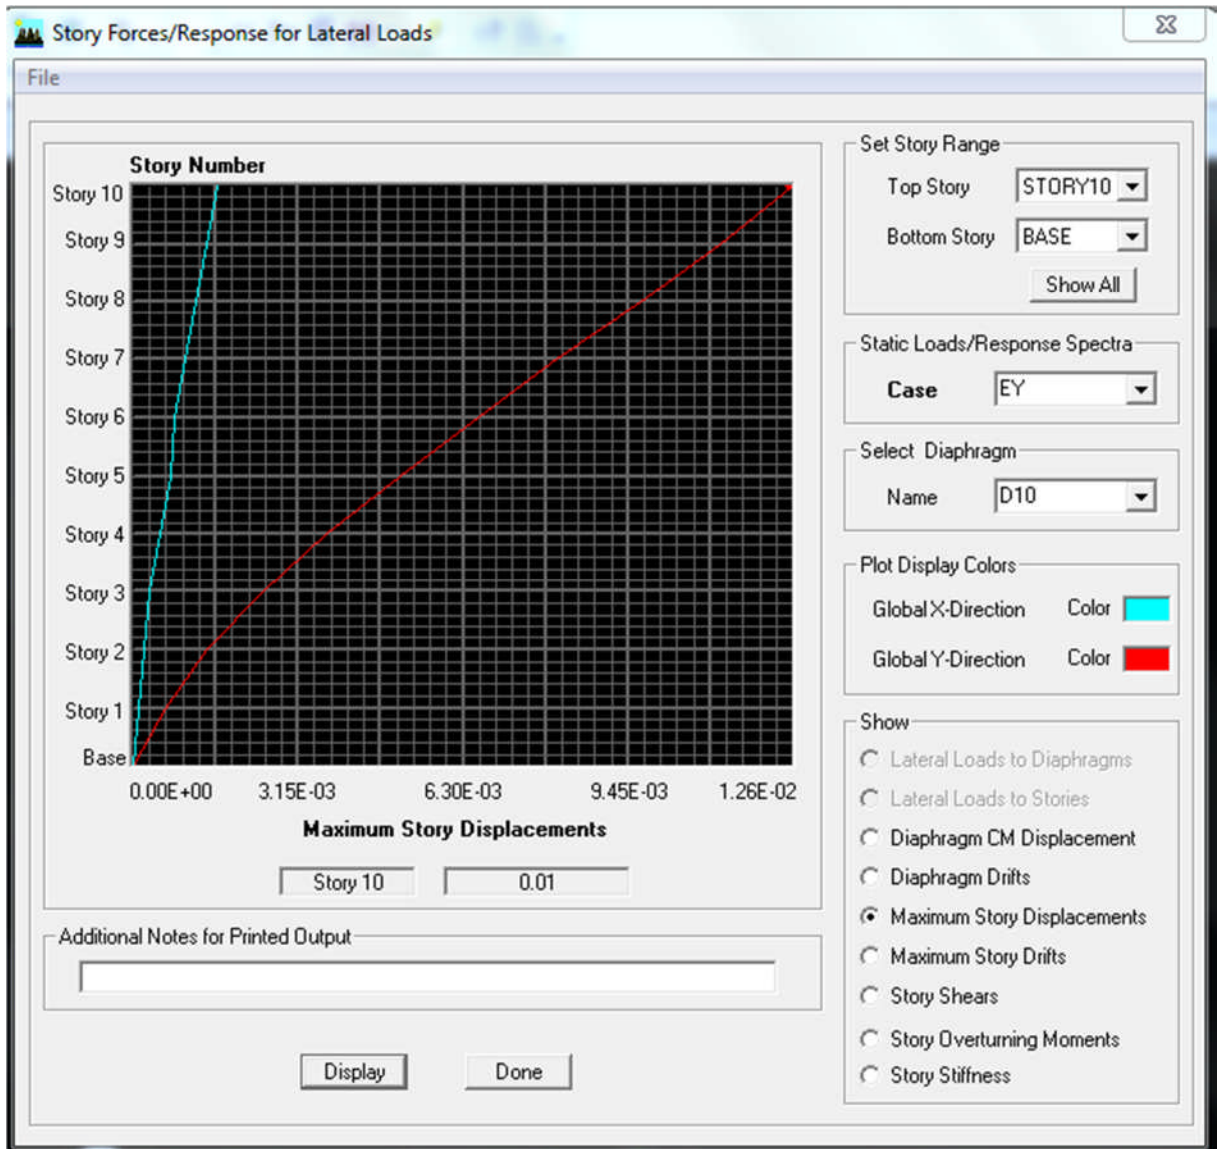 Story Forces/Response for Lateral Loads
File
Story Number
Story 10
Story 9
Story 8
Story 7
Story 6
Story 5
Story 4
Story 3
Story 2
Story 1
Base
0.00E+00 3.15E-03 6.30E-03 9.45E-03 1.26E-02
Maximum Story Displacements
Story 10 0.01
Additional Notes for Printed Output
Display Done
Set Story Range
Top Story STORY10
Bottom Story BASE
Show All
Static Loads/Response Spectra
Case EY
Select Diaphragm
Name D10
Plot Display Colors
Global X-Direction Color
Global Y-Direction Color
Show
Lateral Loads to Diaphragms
Lateral Loads to Stories
Diaphragm CM Displacement
Diaphragm Drifts
Maximum Story Displacements
Maximum Story Drifts
Story Shears
Story Overturning Moments
Story Stiffness